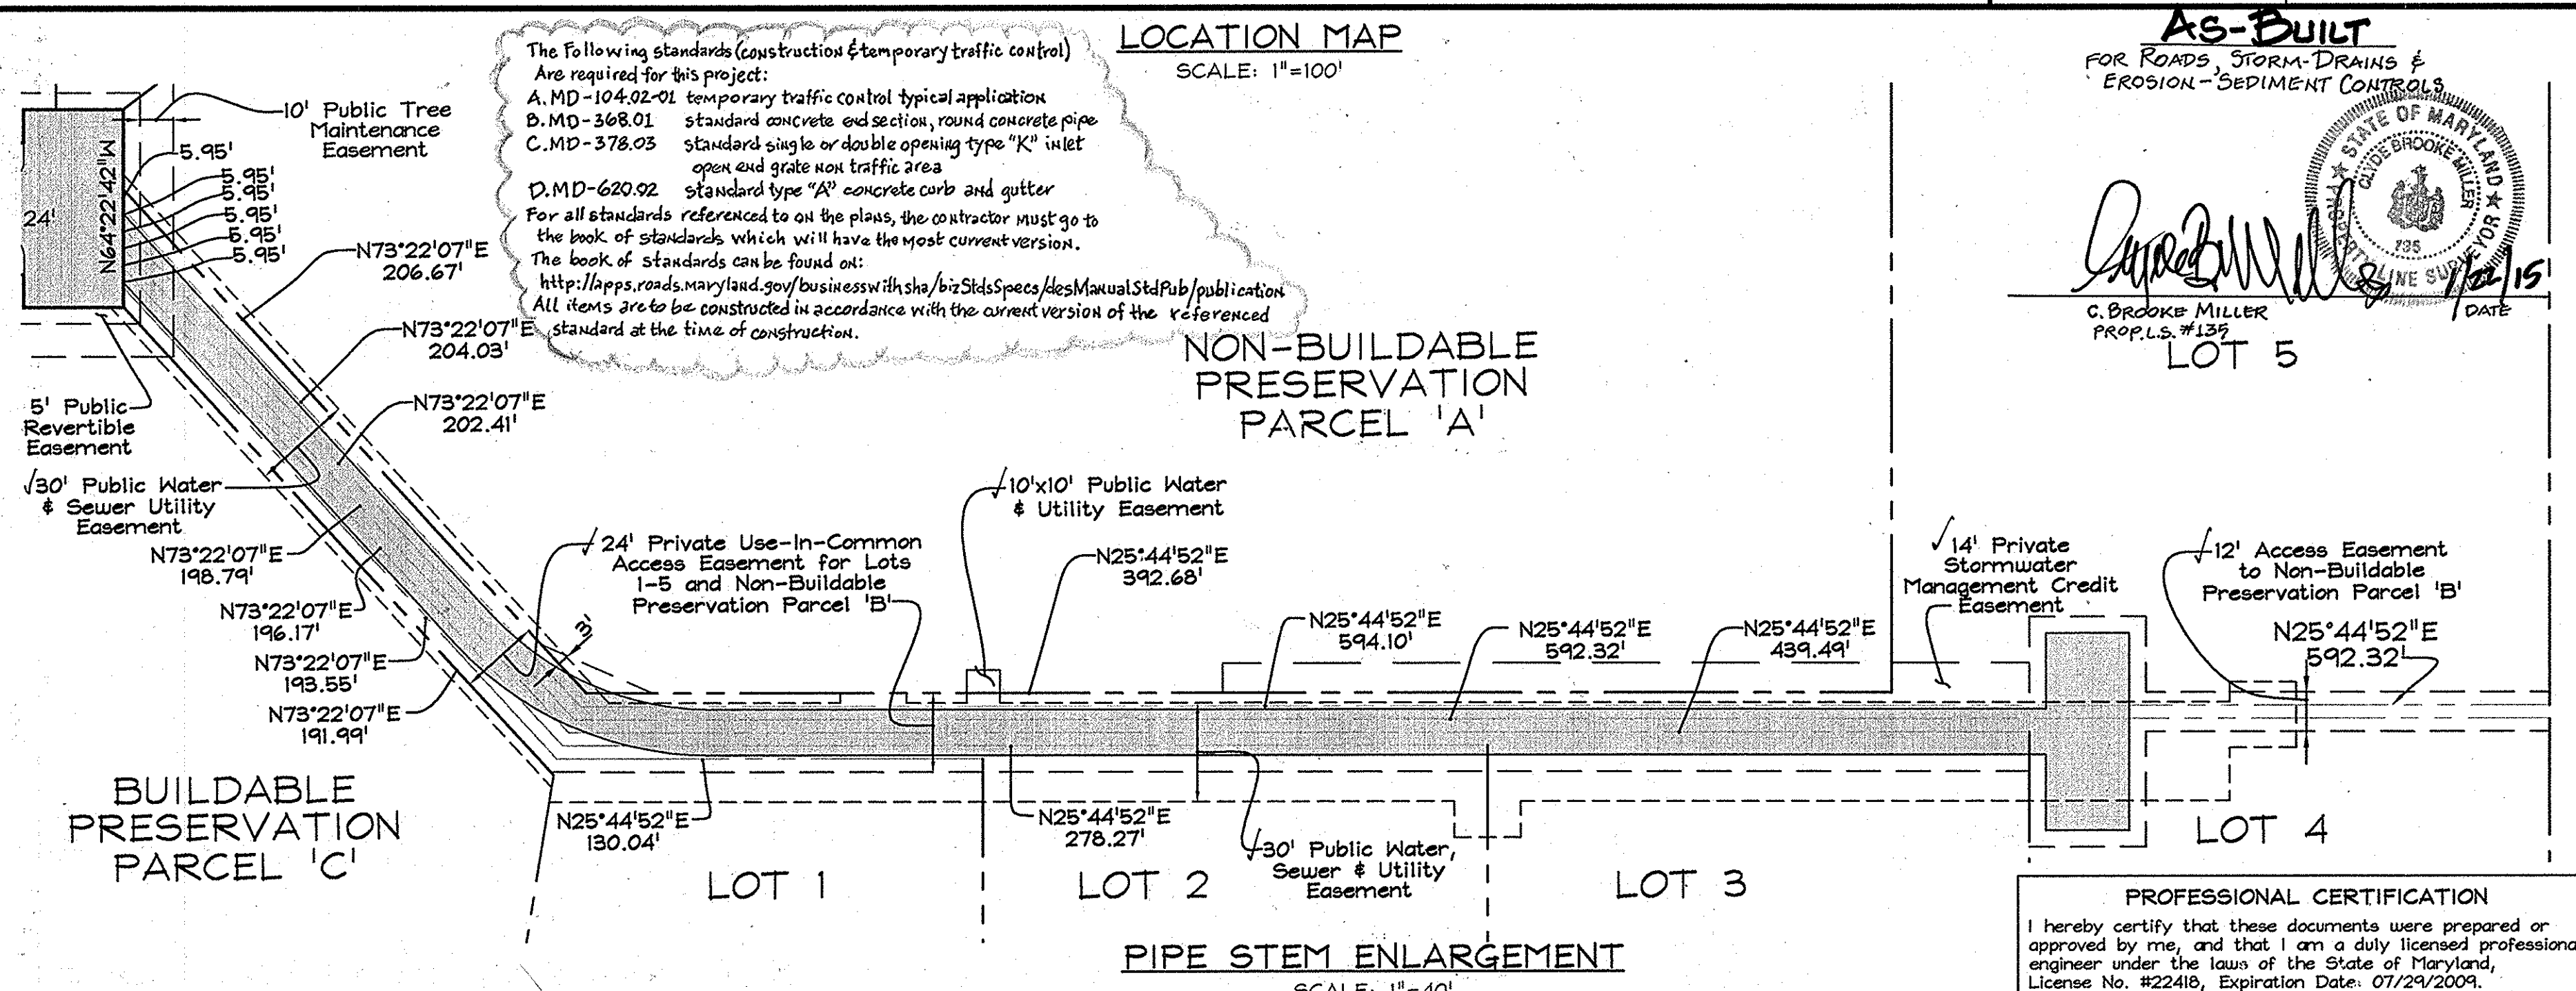 LOCATION MAP
SCALE: 1"=100'
The Following standards (construction & temporary traffic control)
Are required for this project:
A. MD-104.02-01 temporary traffic control typical application
B. MD-368.01 standard concrete end section, round concrete pipe
C. MD-378.03 standard single or double opening type "K" inlet
open end grate non traffic area
D. MD-620.02 standard type "A" concrete curb and gutter
For all standards referenced to on the plans, the contractor must go to
the book of standards which will have the most current version.
The book of standards can be found on:
http://apps.roads.maryland.gov/businesswithsha/bizStdsSpecs/desManualStdPub/publication
All items are to be constructed in accordance with the current version of the referenced
standard at the time of construction.
AS-BUILT
FOR ROADS, STORM-DRAINS &
EROSION-SEDIMENT CONTROLS
STATE OF MARYLAND
CLYDE BROOKE MILLER
135
PROPERTY LINE SURVEYOR
1/22/15
C. BROOKE MILLER
PROP.L.S. #135
DATE
LOT 5
10' Public Tree
Maintenance
Easement
24'
N64°22'42"W
5.95'
5.95'
5.95'
5.95'
5.95'
5.95'
N73°22'07"E
206.67'
N73°22'07"E
204.03'
N73°22'07"E
202.41'
5' Public
Revertible
Easement
√30' Public Water
& Sewer Utility
Easement
N73°22'07"E
198.79'
N73°22'07"E
196.17'
N73°22'07"E
193.55'
N73°22'07"E
191.99'
NON-BUILDABLE
PRESERVATION
PARCEL 'A'
√24' Private Use-In-Common
Access Easement for Lots
1-5 and Non-Buildable
Preservation Parcel 'B'
3'
√10'x10' Public Water
& Utility Easement
N25°44'52"E
392.68'
N25°44'52"E
594.10'
N25°44'52"E
592.32'
N25°44'52"E
439.49'
√14' Private
Stormwater
Management Credit
Easement
√12' Access Easement
to Non-Buildable
Preservation Parcel 'B'
N25°44'52"E
592.32'
BUILDABLE
PRESERVATION
PARCEL 'C'
N25°44'52"E
130.04'
N25°44'52"E
278.27'
√30' Public Water,
Sewer & Utility
Easement
LOT 1
LOT 2
LOT 3
LOT 4
PIPE STEM ENLARGEMENT
SCALE: 1"=40'
PROFESSIONAL CERTIFICATION
I hereby certify that these documents were prepared or
approved by me, and that I am a duly licensed professiona
engineer under the laws of the State of Maryland,
License No. #22418, Expiration Date: 07/29/2009.